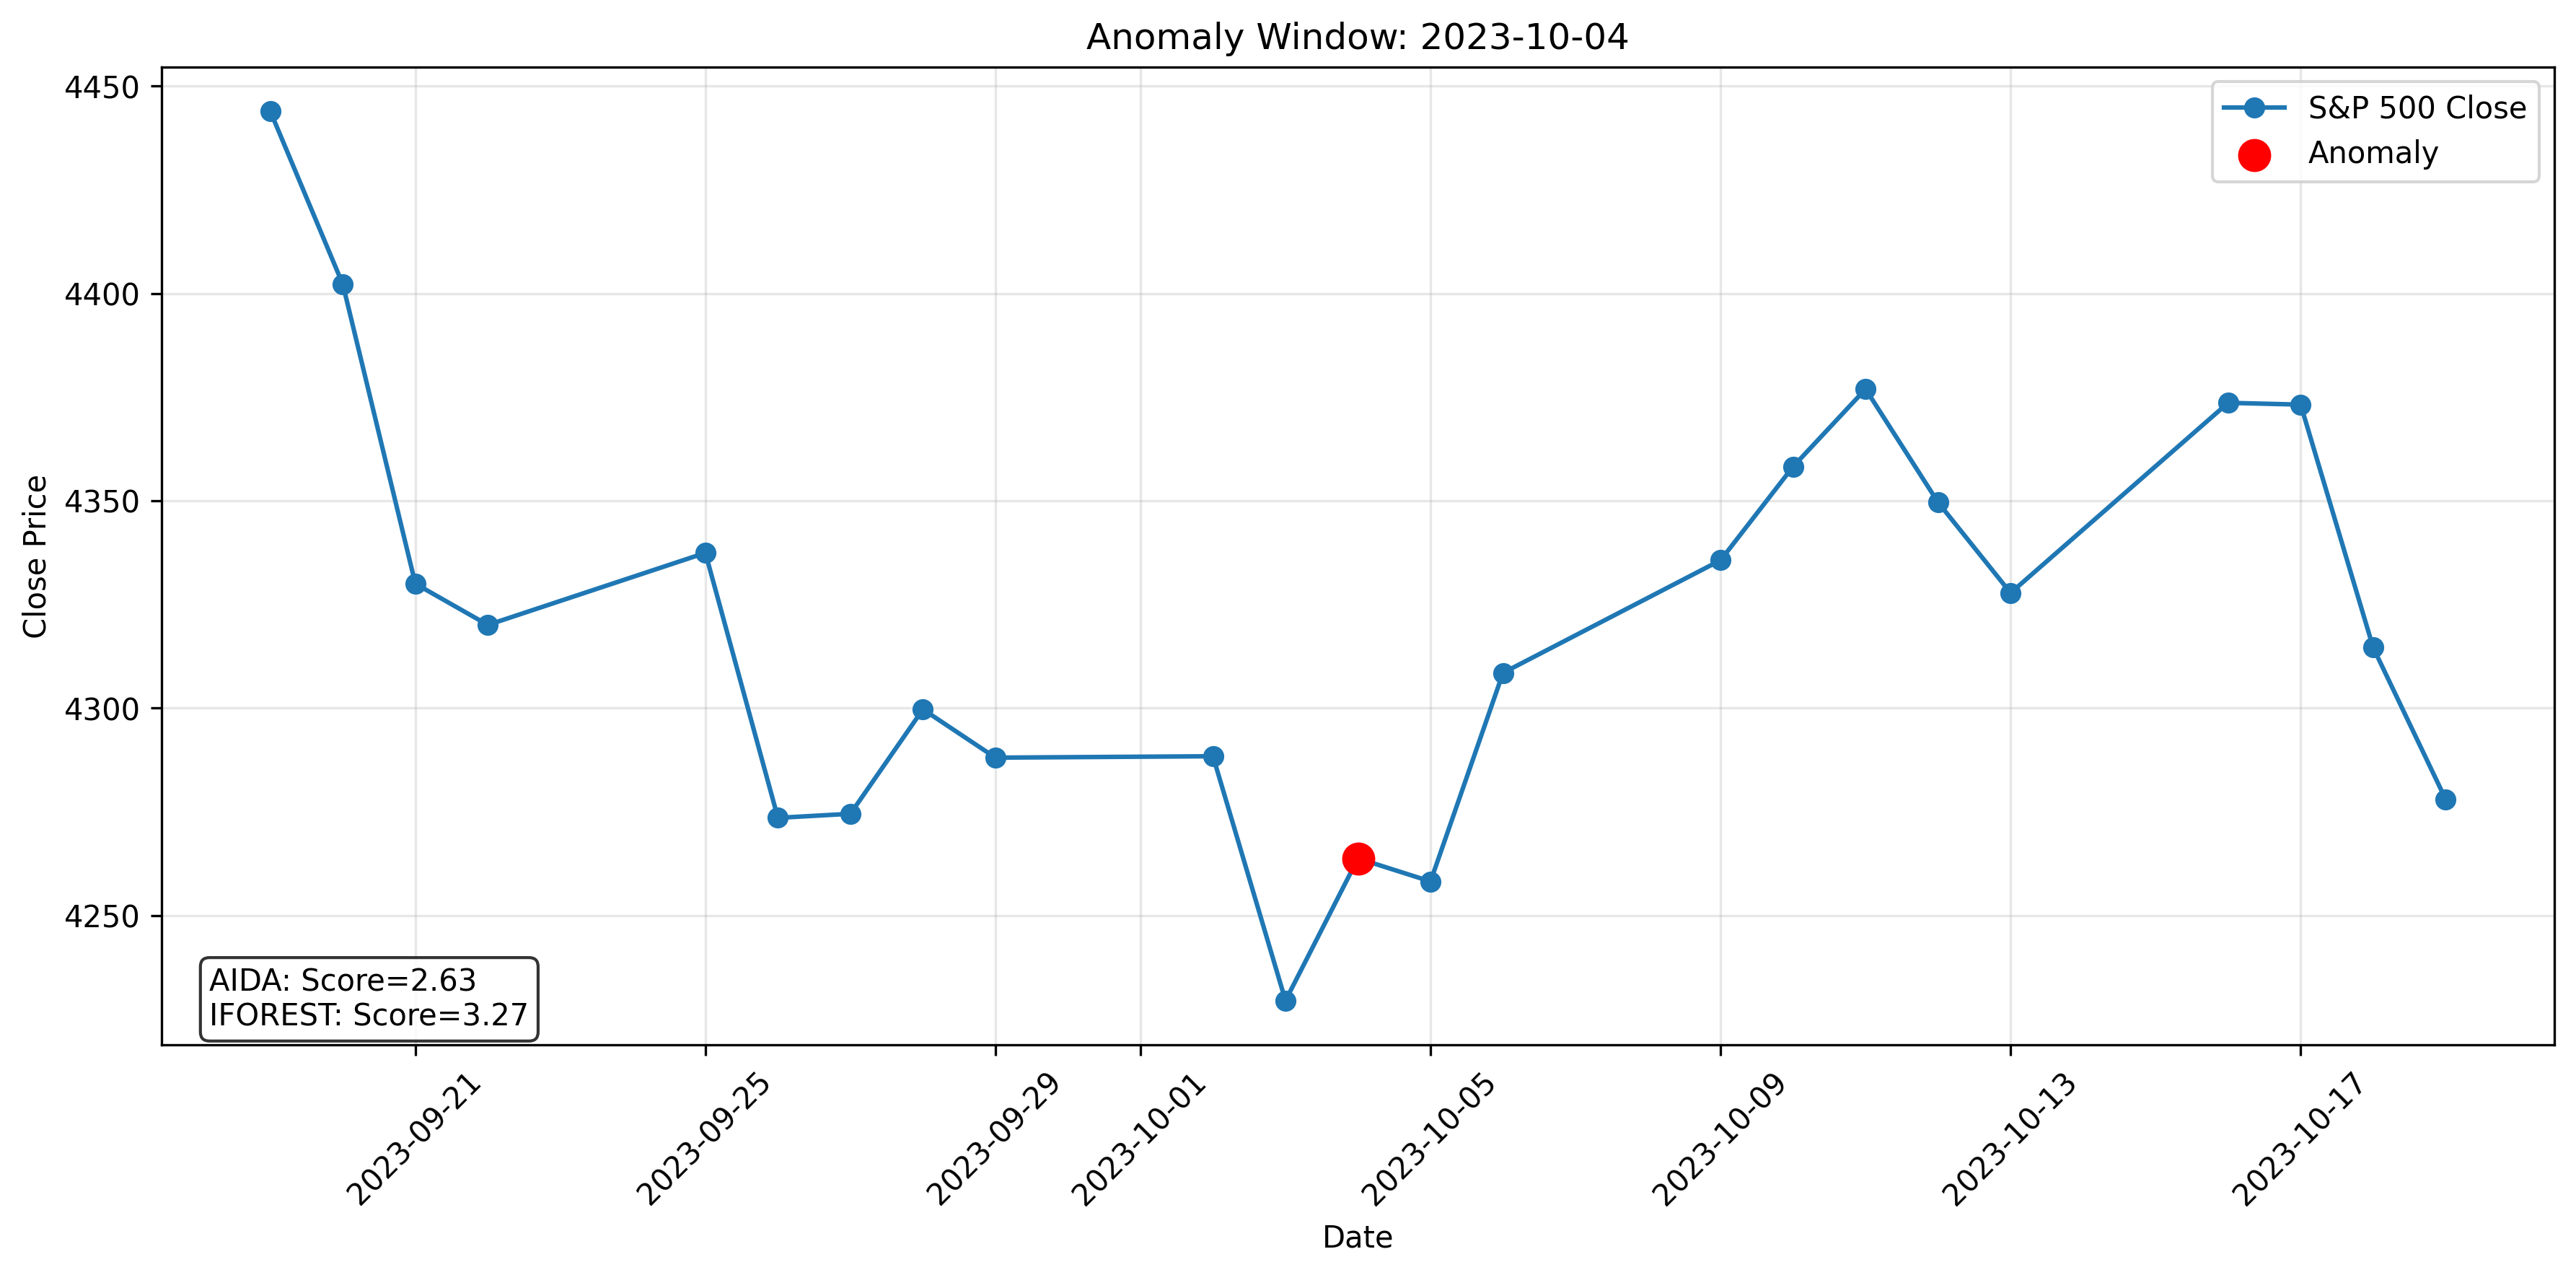 Anomaly Window: 2023-10-04
S&P 500 Close
Anomaly
Close Price
4450
4400
4350
4300
4250
AIDA: Score=2.63
IFOREST: Score=3.27
2023-09-21
2023-09-25
2023-09-29
2023-10-01
2023-10-05
2023-10-09
2023-10-13
2023-10-17
Date